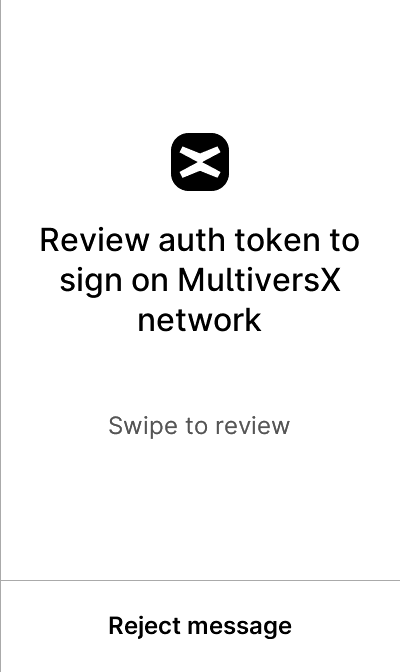 Review auth token to
sign on MultiversX
network
Swipe to review
Reject message